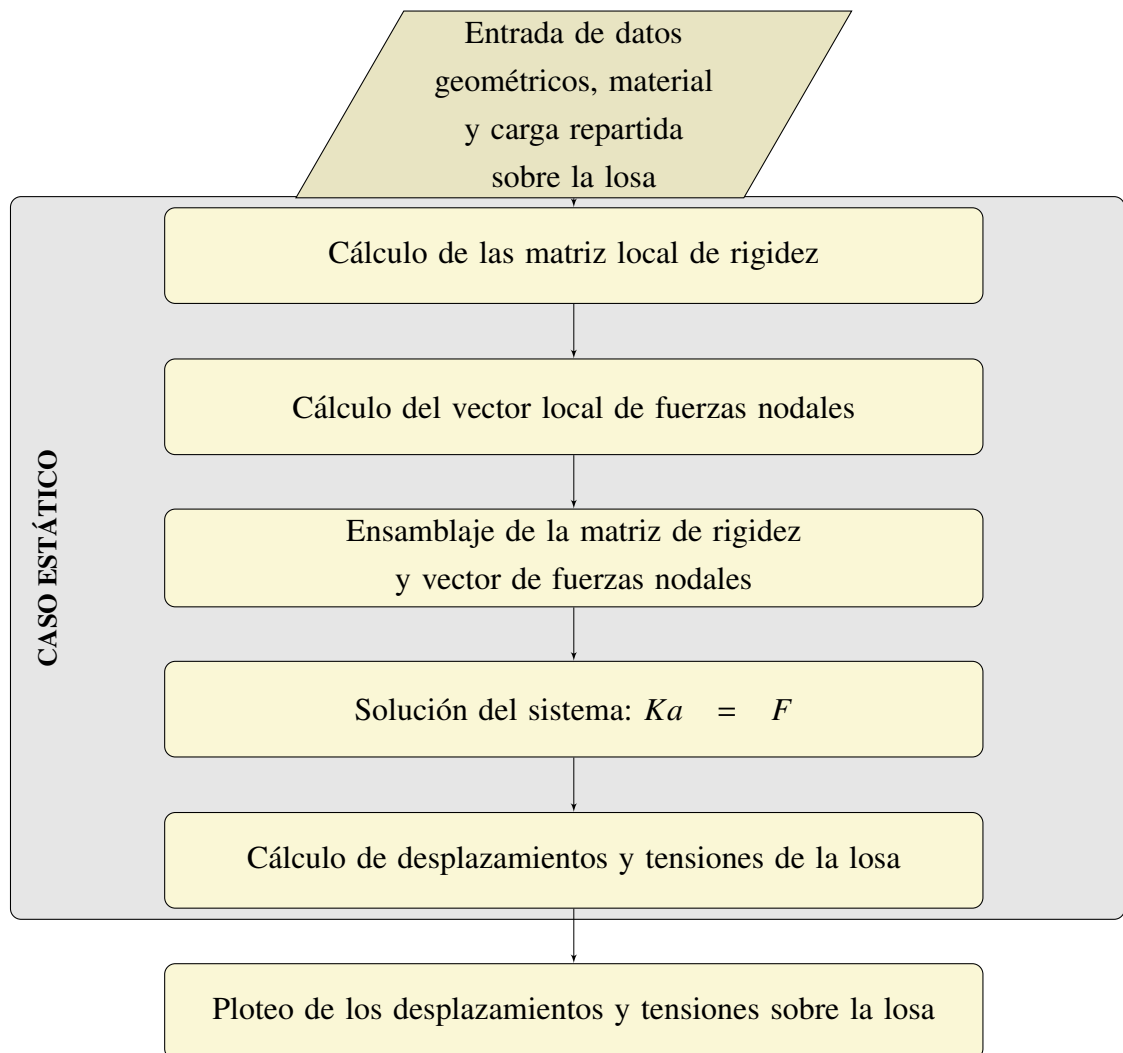 Entrada de datos
geométricos, material
y carga repartida
sobre la losa
Cálculo de las matriz local de rigidez
Cálculo del vector local de fuerzas nodales
Ensamblaje de la matriz de rigidez
y vector de fuerzas nodales
Solución del sistema: Ka = F
Cálculo de desplazamientos y tensiones de la losa
Ploteo de los desplazamientos y tensiones sobre la losa
CASO ESTÁTICO